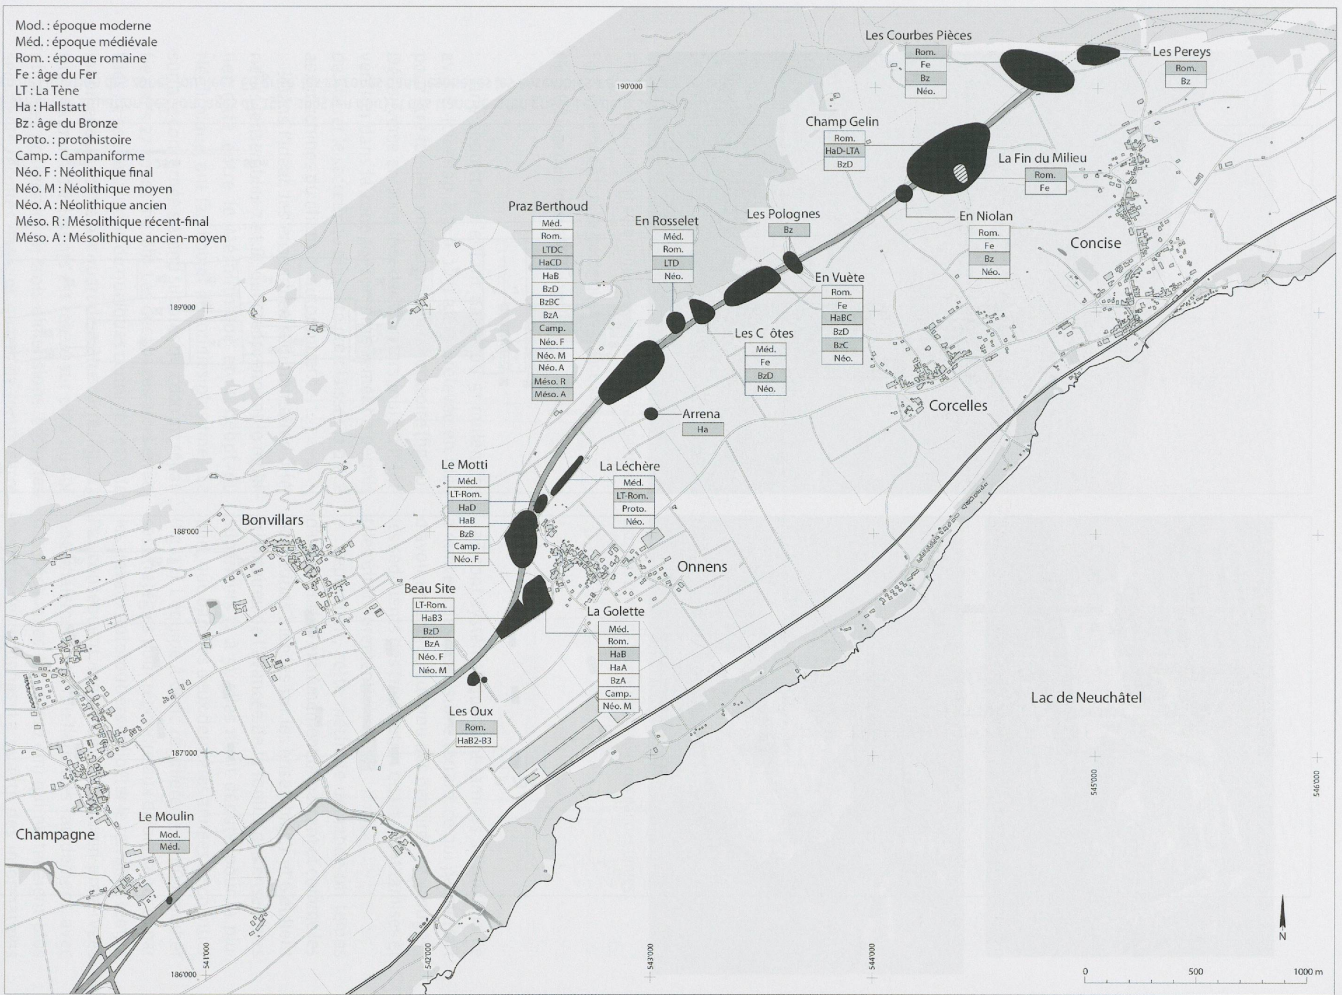 Mod. : époque moderne
Méd. : époque médiévale
Rom. : époque romaine
Fe : âge du Fer
LT : La Tène
Ha : Hallstatt
Bz : âge du Bronze
Proto. : protohistoire
Camp. : Campaniforme
Néo. F : Néolithique final
Néo. M : Néolithique moyen
Néo. A : Néolithique ancien
Méso. R : Mésolithique récent-final
Méso. A : Mésolithique ancien-moyen
Les Courbes Pièces
Rom.
Fe
Bz
Néo.
Les Pereys
Rom.
Bz
190'000
Champ Gelin
Rom.
HaD-LTA
BzD
La Fin du Milieu
Rom.
Fe
En Niolan
Rom.
Fe
Bz
Néo.
Concise
Praz Berthoud
Méd.
Rom.
LTDC
HaCD
HaB
BzD
BzBC
BzA
Camp.
Néo. F
Néo. M
Néo. A
Méso. R
Méso. A
En Rosselet
Méd.
Rom.
LTD
Néo.
Les Polognes
Bz
En Vuète
Rom.
Fe
HaBC
BzD
BzC
Néo.
189'000
Les C ôtes
Méd.
Fe
BzD
Néo.
Corcelles
Arrena
Ha
Le Motti
Méd.
LT-Rom.
HaD
HaB
BzB
Camp.
Néo. F
La Léchère
Méd.
LT-Rom.
Proto.
Néo.
Bonvillars
188'000
Onnens
Beau Site
LT-Rom.
HaB3
BzD
BzA
Néo. F
Néo. M
La Golette
Méd.
Rom.
HaB
HaA
BzA
Camp.
Néo. M
Les Oux
Rom.
HaB2-B3
Lac de Neuchâtel
187'000
Le Moulin
Mod.
Méd.
Champagne
186'000
541'000
542'000
543'000
544'000
545'000
546'000
N
0 500 1000 m